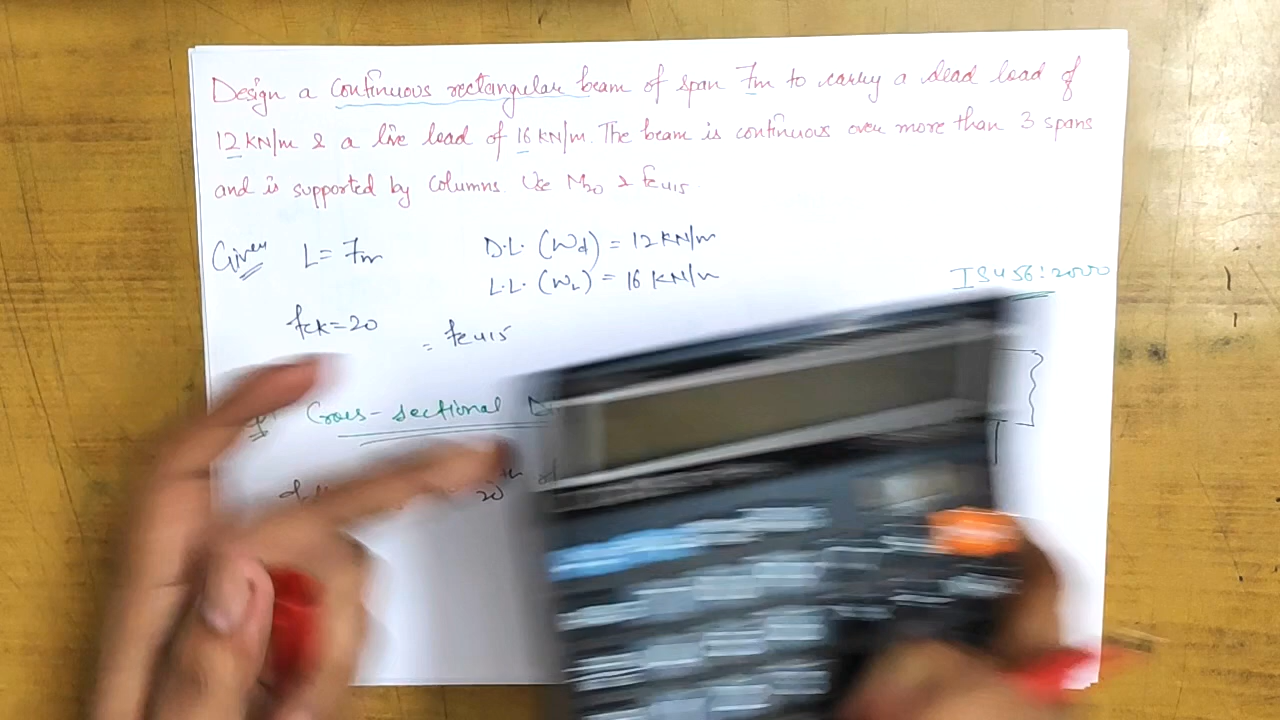 Design a continuous rectangular beam of span 7m to carry a dead load of
12 KN/m & a live load of 16 KN/m. The beam is continuous over more than 3 spans
and is supported by columns. Use M20 & Fe415.
Given L = 7m D.L. (Wd) = 12 KN/m
L.L. (WL) = 16 KN/m
IS456:2000
fck=20 = Fe415
Cross-sectional
20th